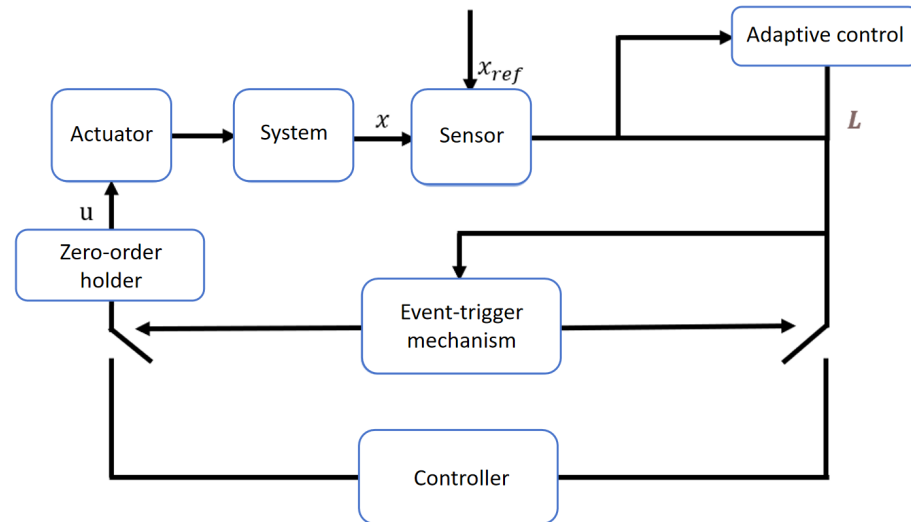 Adaptive control
x_ref
L
Actuator
System
x
Sensor
u
Zero-order
holder
Event-trigger
mechanism
Controller